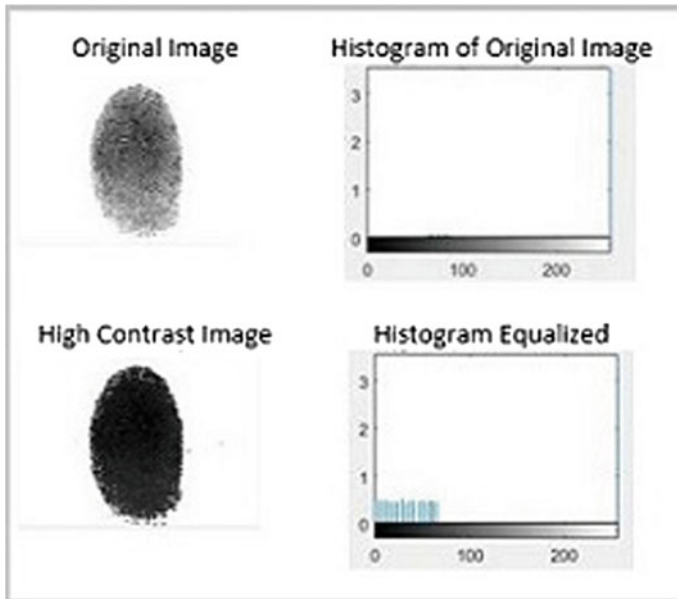 Original Image
Histogram of Original Image
3
2
1
0
0 100 200
High Contrast Image
Histogram Equalized
3
2
1
0
0 100 200